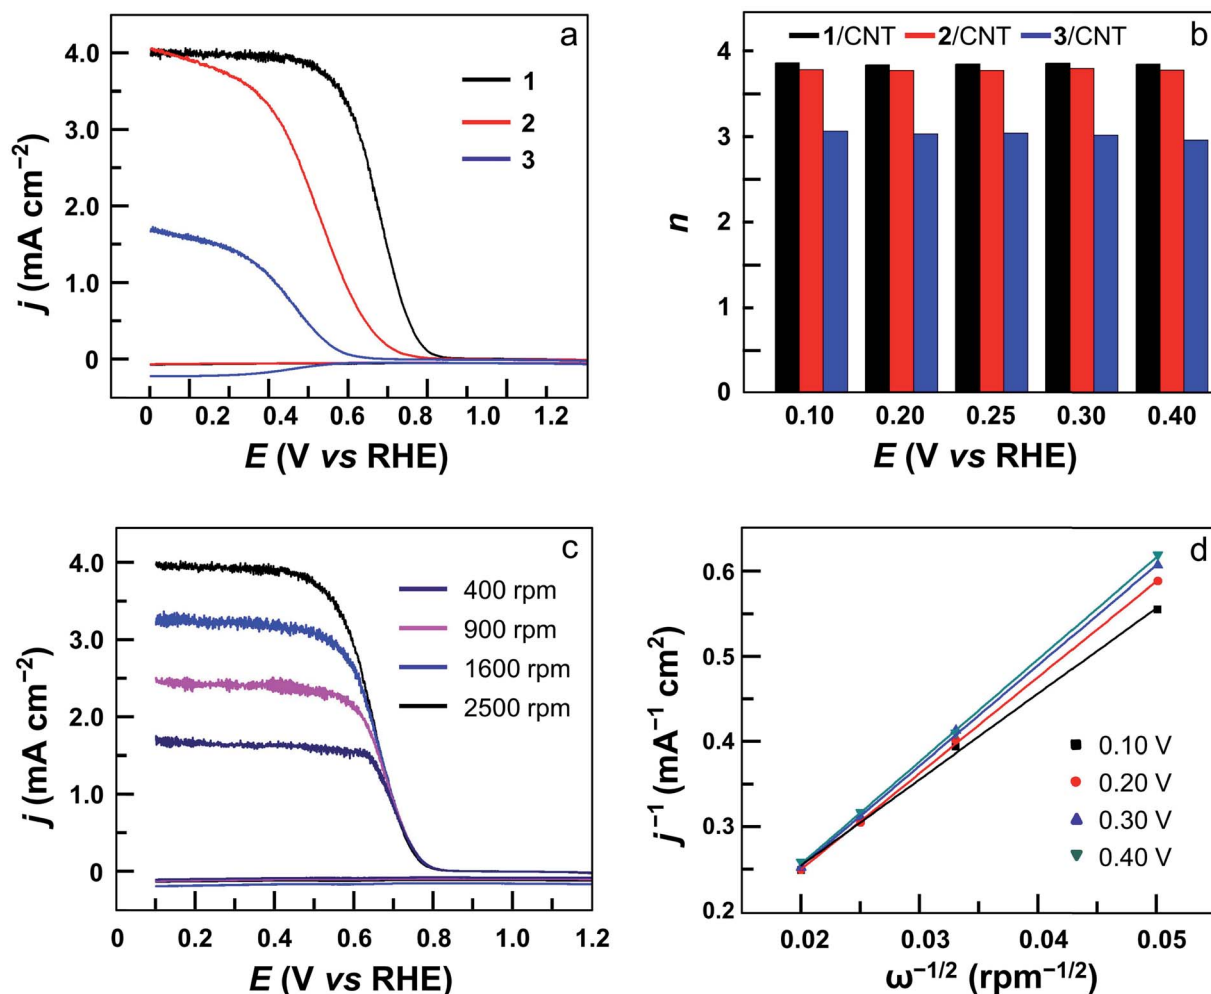 a
4.0
3.0
2.0
1.0
0
j (mA cm⁻²)
1
2
3
0 0.2 0.4 0.6 0.8 1.0 1.2
E (V vs RHE)
b
1/CNT 2/CNT 3/CNT
4
3
2
1
0
n
0.10 0.20 0.25 0.30 0.40
E (V vs RHE)
c
4.0
3.0
2.0
1.0
0
j (mA cm⁻²)
400 rpm
900 rpm
1600 rpm
2500 rpm
0 0.2 0.4 0.6 0.8 1.0 1.2
E (V vs RHE)
d
0.6
0.5
0.4
0.3
0.2
j⁻¹ (mA⁻¹ cm²)
0.10 V
0.20 V
0.30 V
0.40 V
0.02 0.03 0.04 0.05
ω⁻¹/² (rpm⁻¹/²)